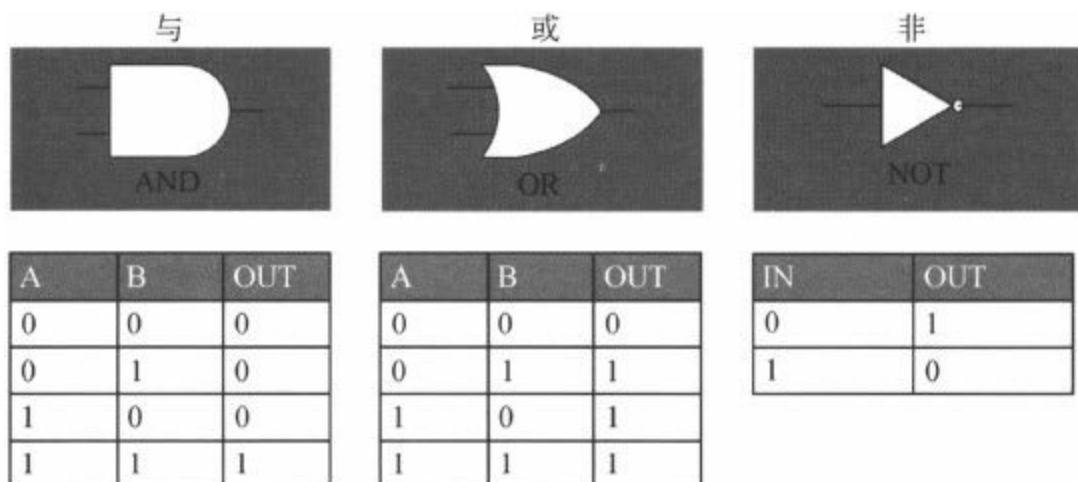 与 或 非
AND OR NOT
A B OUT A B OUT IN OUT
0 0 0 0 0 0 0 1
0 1 0 0 1 1 1 0
1 0 0 1 0 1
1 1 1 1 1 1